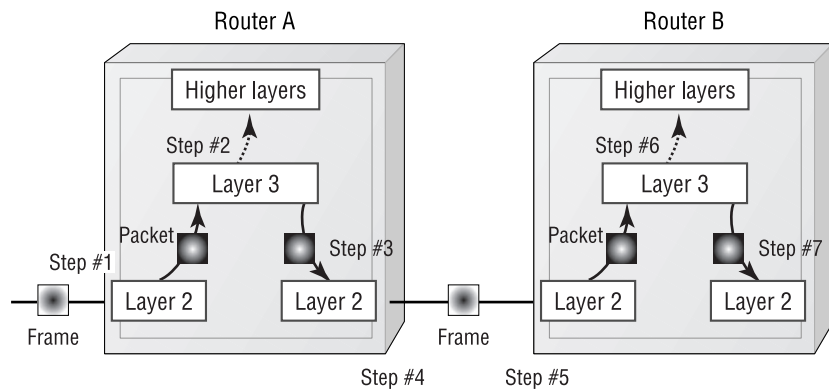 Router A
Router B
Higher layers
Higher layers
Step #2
Step #6
Layer 3
Layer 3
Packet
Packet
Step #1
Step #3
Step #7
Layer 2
Layer 2
Layer 2
Layer 2
Frame
Frame
Step #4
Step #5